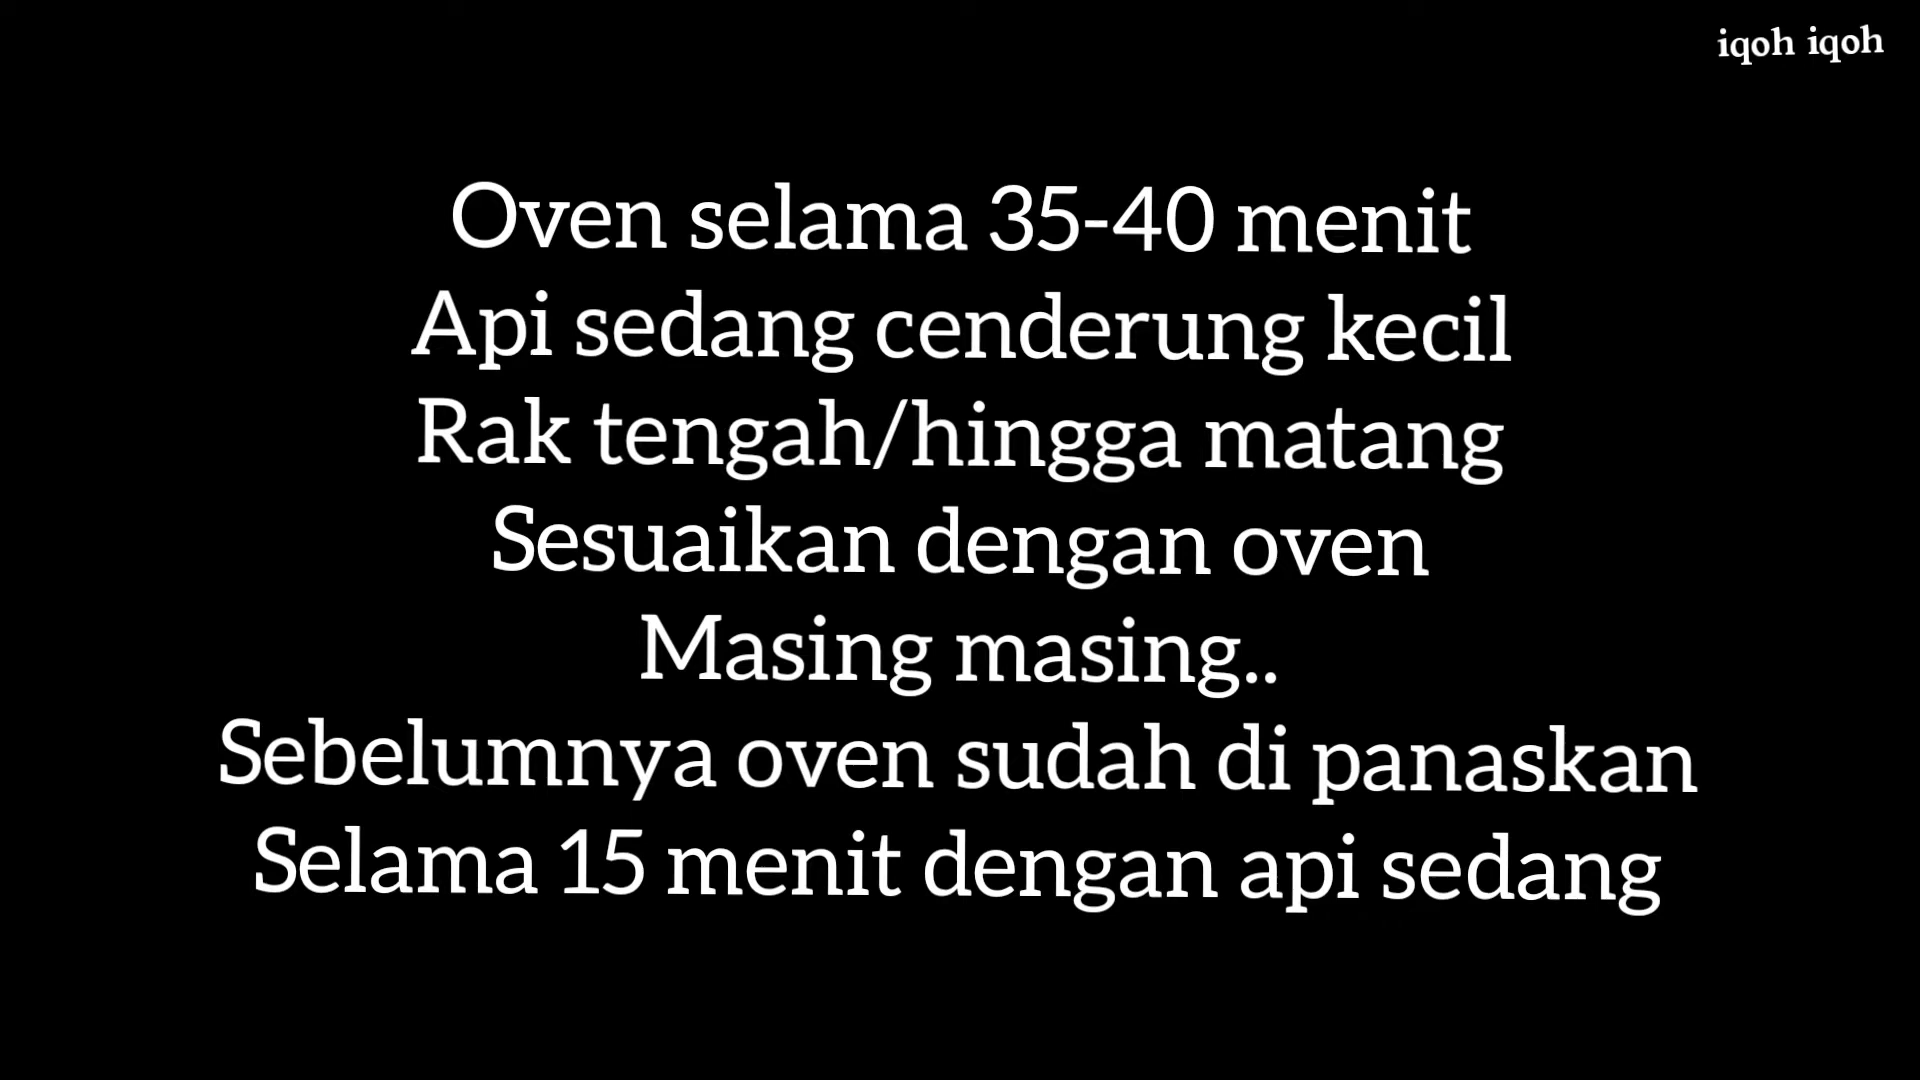 iqoh iqoh
Oven selama 35-40 menit
Api sedang cenderung kecil
Rak tengah/hingga matang
Sesuaikan dengan oven
Masing masing..
Sebelumnya oven sudah di panaskan
Selama 15 menit dengan api sedang